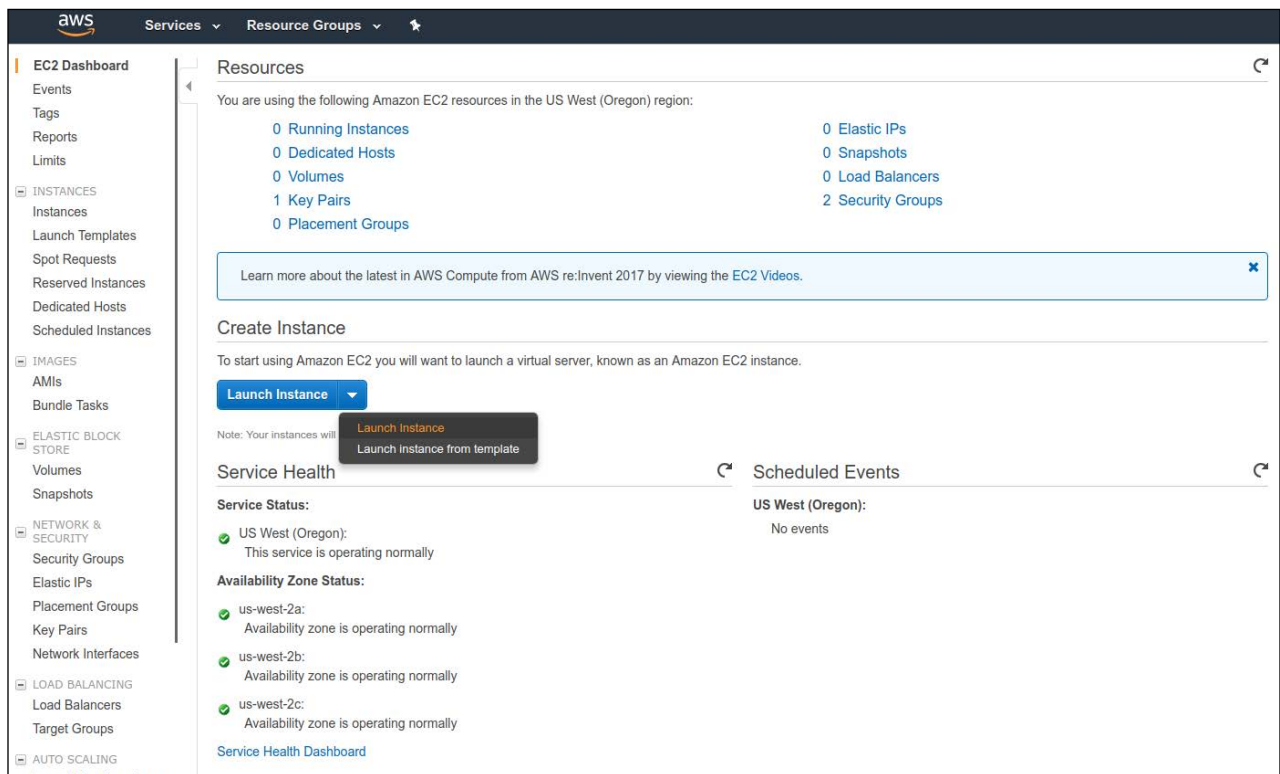 aws
Services
Resource Groups
EC2 Dashboard
Events
Tags
Reports
Limits
INSTANCES
Instances
Launch Templates
Spot Requests
Reserved Instances
Dedicated Hosts
Scheduled Instances
IMAGES
AMIs
Bundle Tasks
ELASTIC BLOCK
STORE
Volumes
Snapshots
NETWORK &
SECURITY
Security Groups
Elastic IPs
Placement Groups
Key Pairs
Network Interfaces
LOAD BALANCING
Load Balancers
Target Groups
AUTO SCALING
Resources
You are using the following Amazon EC2 resources in the US West (Oregon) region:
0 Running Instances
0 Dedicated Hosts
0 Volumes
1 Key Pairs
0 Placement Groups
0 Elastic IPs
0 Snapshots
0 Load Balancers
2 Security Groups
Learn more about the latest in AWS Compute from AWS re:Invent 2017 by viewing the EC2 Videos.
Create Instance
To start using Amazon EC2 you will want to launch a virtual server, known as an Amazon EC2 instance.
Launch Instance
Launch Instance
Launch instance from template
Note: Your instances will
Service Health
Service Status:
US West (Oregon):
This service is operating normally
Availability Zone Status:
us-west-2a:
Availability zone is operating normally
us-west-2b:
Availability zone is operating normally
us-west-2c:
Availability zone is operating normally
Service Health Dashboard
Scheduled Events
US West (Oregon):
No events